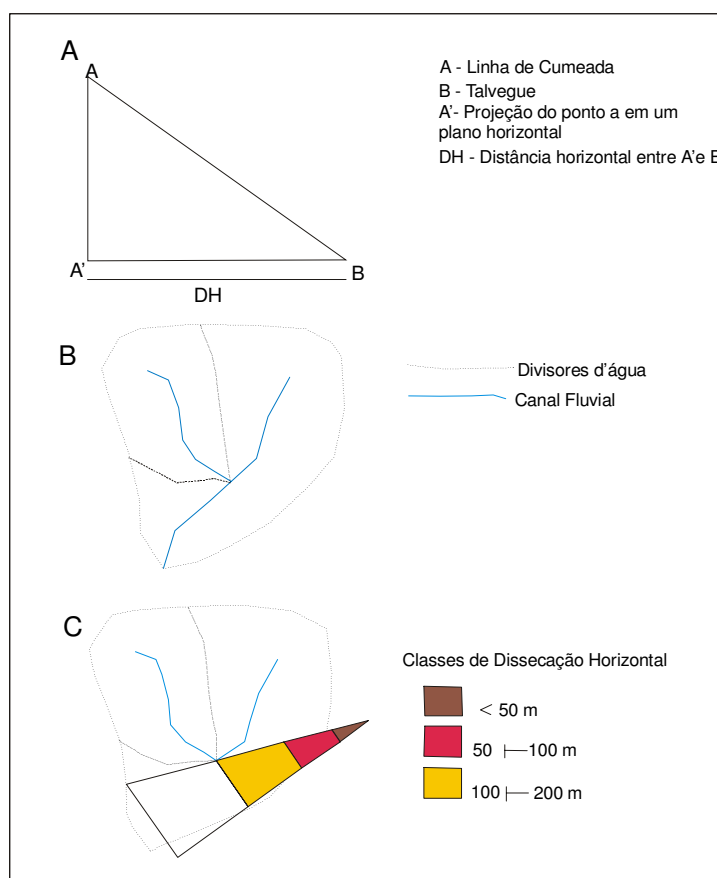 A
A
A - Linha de Cumeada
B - Talvegue
A'- Projeção do ponto a em um
plano horizontal
DH - Distância horizontal entre A'e B
A'
B
DH
B
Divisores d'água
Canal Fluvial
C
Classes de Dissecação Horizontal
< 50 m
50 ⊢ 100 m
100 ⊢ 200 m